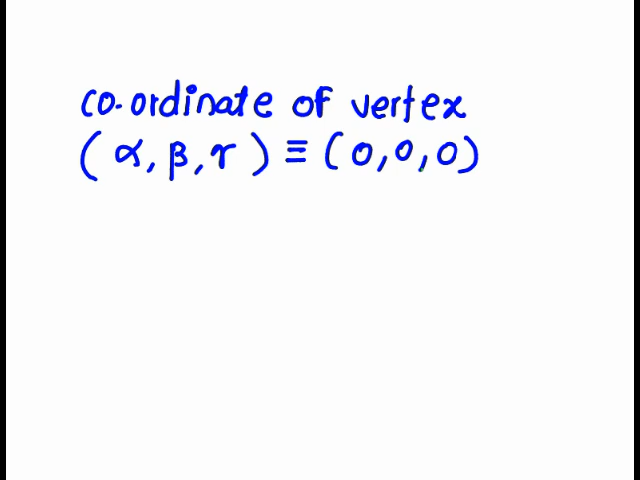 co-ordinate of vertex
( α, β, γ ) ≡ ( 0, 0, 0 )